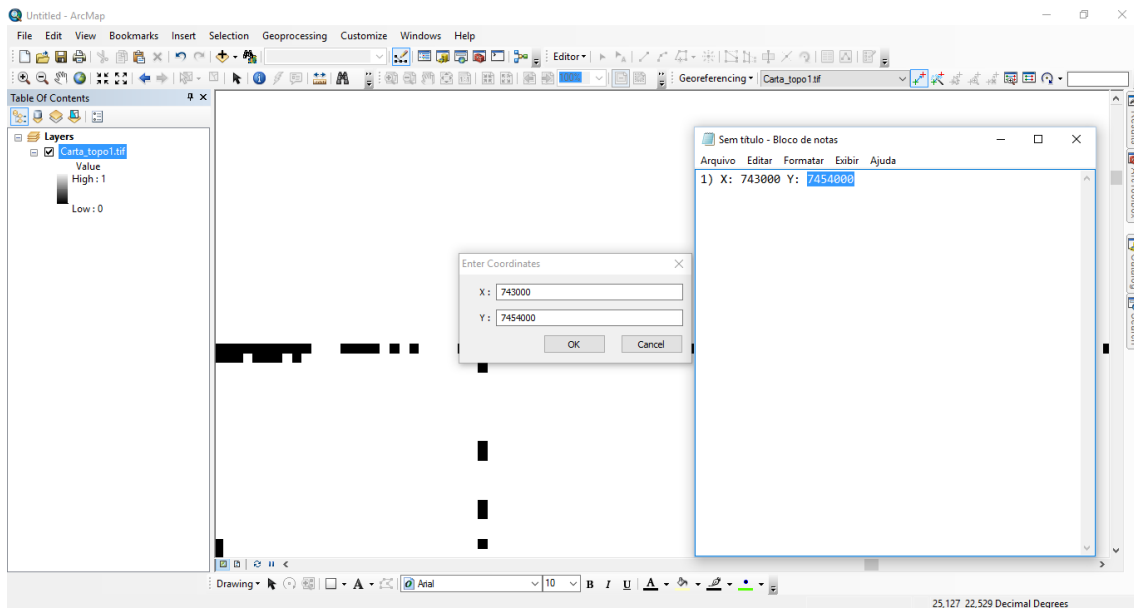 Untitled - ArcMap
File Edit View Bookmarks Insert Selection Geoprocessing Customize Windows Help
Editor
100%
Georeferencing Carta_topo1.tif
Table Of Contents
Layers
Carta_topo1.tif
Value
High : 1
Low : 0
Sem título - Bloco de notas
Arquivo Editar Formatar Exibir Ajuda
1) X: 743000 Y: 7454000
Enter Coordinates
X : 743000
Y : 7454000
OK Cancel
Drawing A Arial 10 B I U A
25,127 22,529 Decimal Degrees